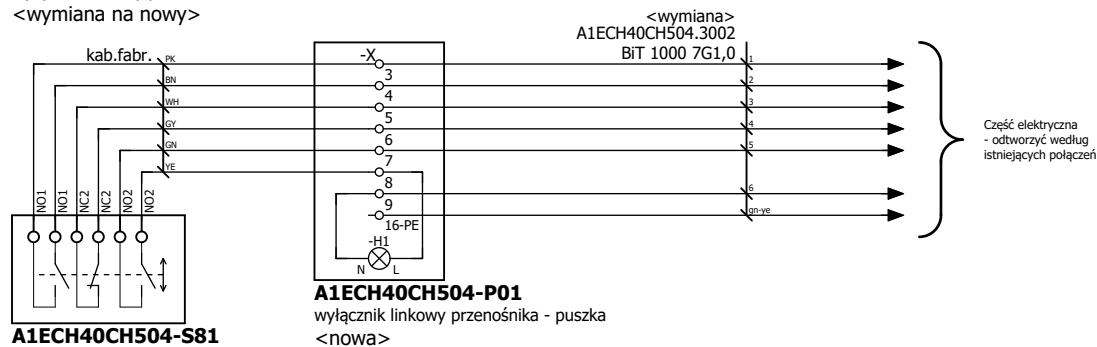 <wymiana na nowy>
kab.fabr.
PK
BN
WH
GY
GN
YE
NO1
NO1
NC2
NC2
NO2
NO2
A1ECH40CH504-S81
-X
3
4
5
6
7
8
9
16-PE
-H1
N
L
A1ECH40CH504-P01
wyłącznik linkowy przenośnika - puszka
<nowa>
<wymiana>
A1ECH40CH504.3002
BiT 1000 7G1,0
1
2
3
4
5
6
gn-ye
Część elektryczna
- odtworzyć według
istniejących połączeń